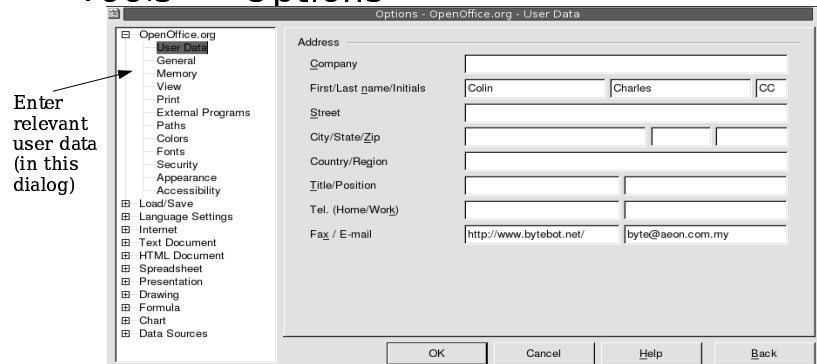 Tools Options
Options - OpenOffice.org - User Data
OpenOffice.org
User Data
General
Memory
View
Print
External Programs
Paths
Colors
Fonts
Security
Appearance
Accessibility
Load/Save
Language Settings
Internet
Text Document
HTML Document
Spreadsheet
Presentation
Drawing
Formula
Chart
Data Sources
Enter
relevant
user data
(in this
dialog)
Address
Company
First/Last name/Initials Colin Charles CC
Street
City/State/Zip
Country/Region
Title/Position
Tel. (Home/Work)
Fax / E-mail http://www.bytebot.net/ byte@aeon.com.my
OK Cancel Help Back